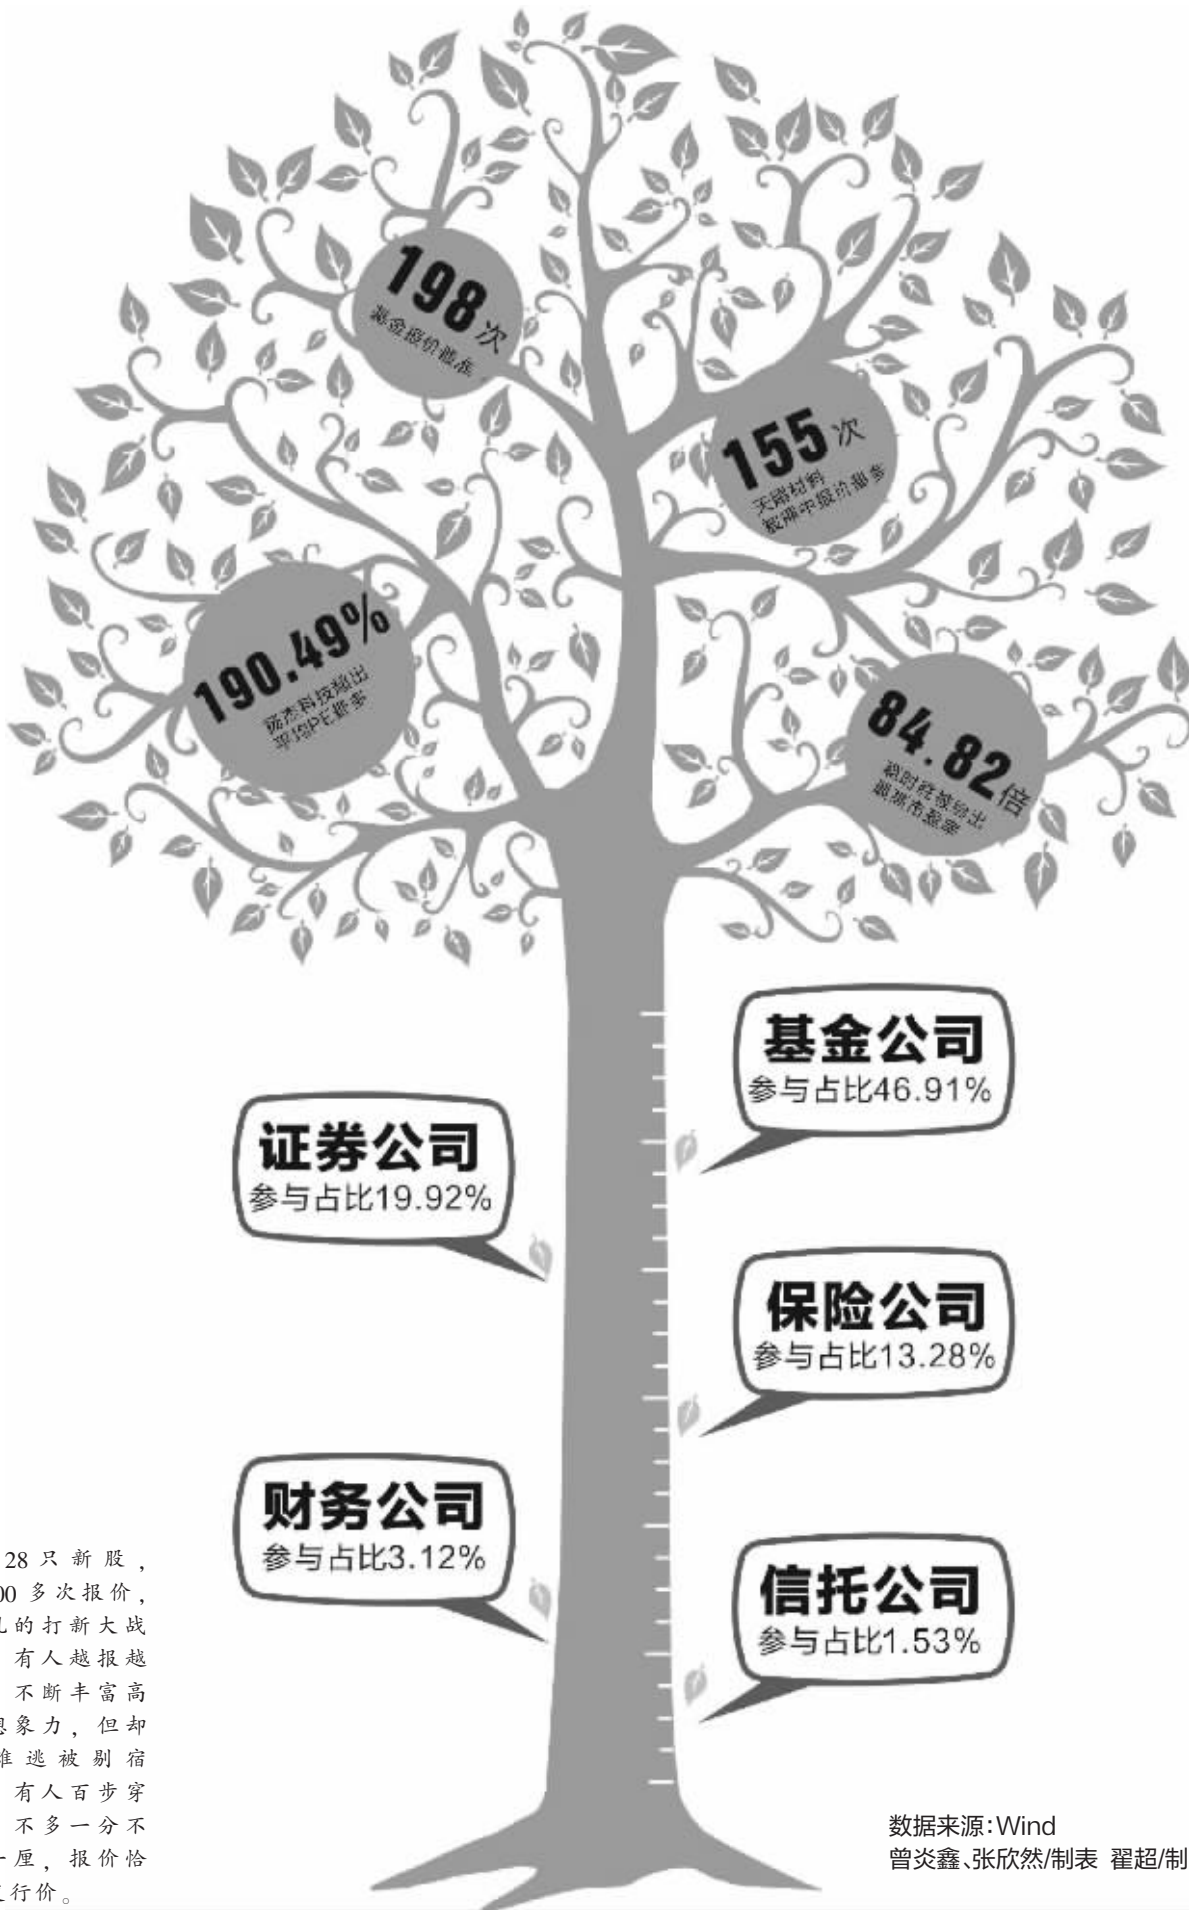 198次
基金报价最准
155次
天赐材料
被爆中报价最多
190.49%
扬杰科技频出
平均PE最多
84.82倍
最爆市盈率
基金公司
参与占比46.91%
证券公司
参与占比19.92%
保险公司
参与占比13.28%
财务公司
参与占比3.12%
信托公司
参与占比1.53%
28只新股，
00多次报价，
的打新大战
有人越报越
不断丰富高
想象力，但却
难逃被剔宿
有人百步穿
不多一分不
一厘，报价恰
行价。
数据来源：Wind
曾炎鑫、张欣然/制表 翟超/制